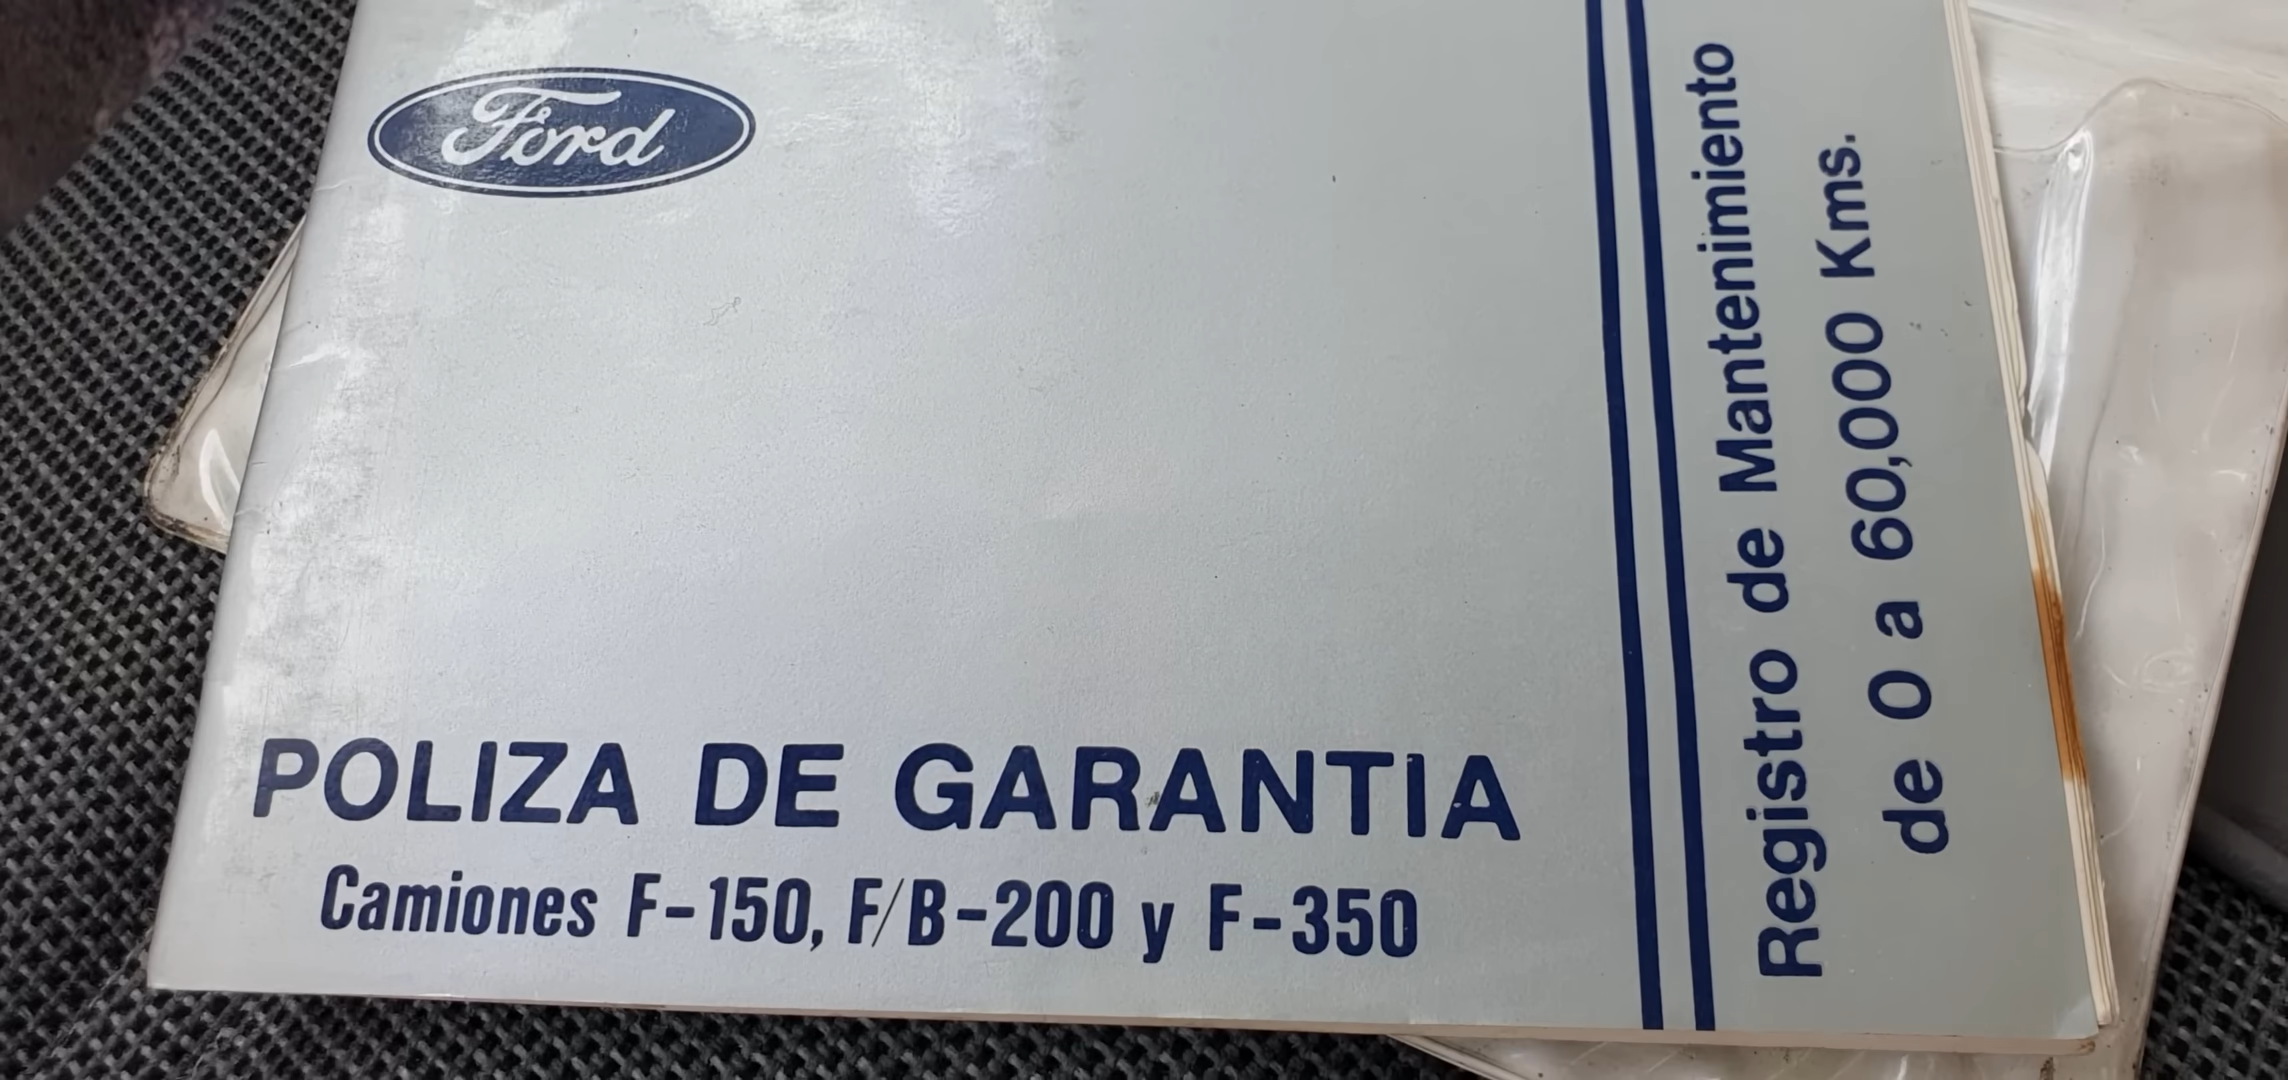 Ford
POLIZA DE GARANTIA
Camiones F-150, F/B-200 y F-350
Registro de Mantenimiento
de 0 a 60,000 Kms.